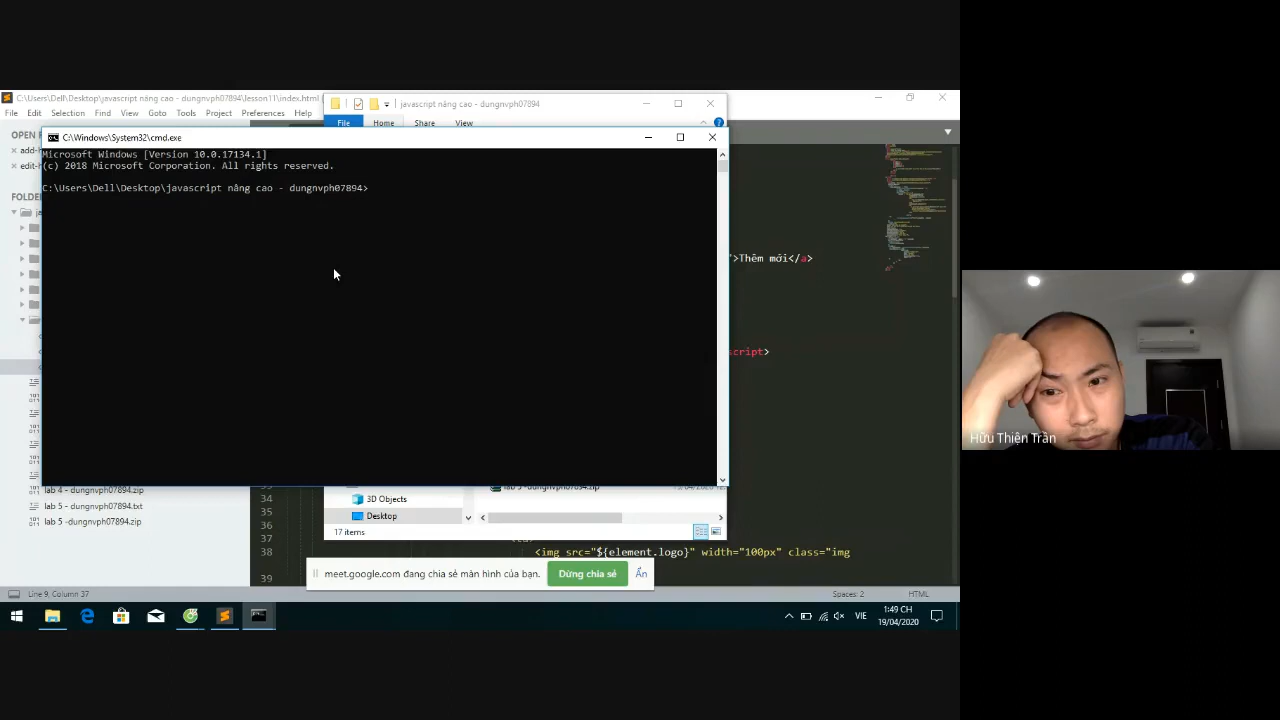 C:\Users\Dell\Desktop\javascript nâng cao - dungnvph07894\lesson11\index.html
File Edit Selection Find View Goto Tools Project Preferences Help
javascript nâng cao - dungnvph07894
File Home Share View
C:\Windows\System32\cmd.exe
Microsoft Windows [Version 10.0.17134.1]
(c) 2018 Microsoft Corporation. All rights reserved.
C:\Users\Dell\Desktop\javascript nâng cao - dungnvph07894>
">Thêm mới</a>
script>
lab 4 - dungnvph07894.zip
lab 5 - dungnvph07894.txt
lab 5 -dungnvph07894.zip
3D Objects
Desktop
17 items
34
35
36
37
38 <img src="${element.logo}" width="100px" class="img
39
meet.google.com đang chia sẻ màn hình của bạn. Dừng chia sẻ Ẩn
Line 9, Column 37 Spaces: 2 HTML
VIE 1:49 CH
19/04/2020
Hữu Thiện Trần